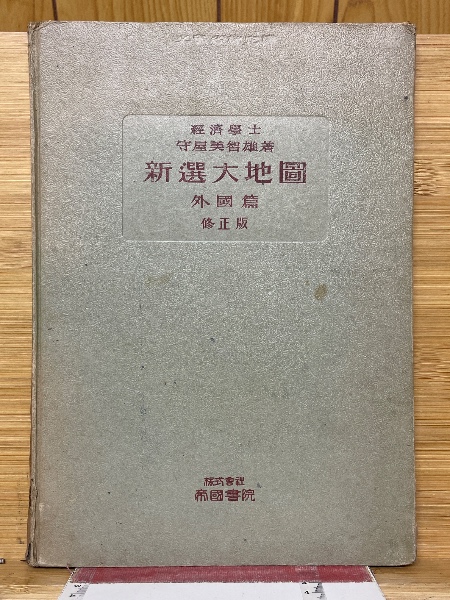 經濟學士
守屋美智雄著
新選大地圖
外國篇
修正版
株式會社
帝國書院